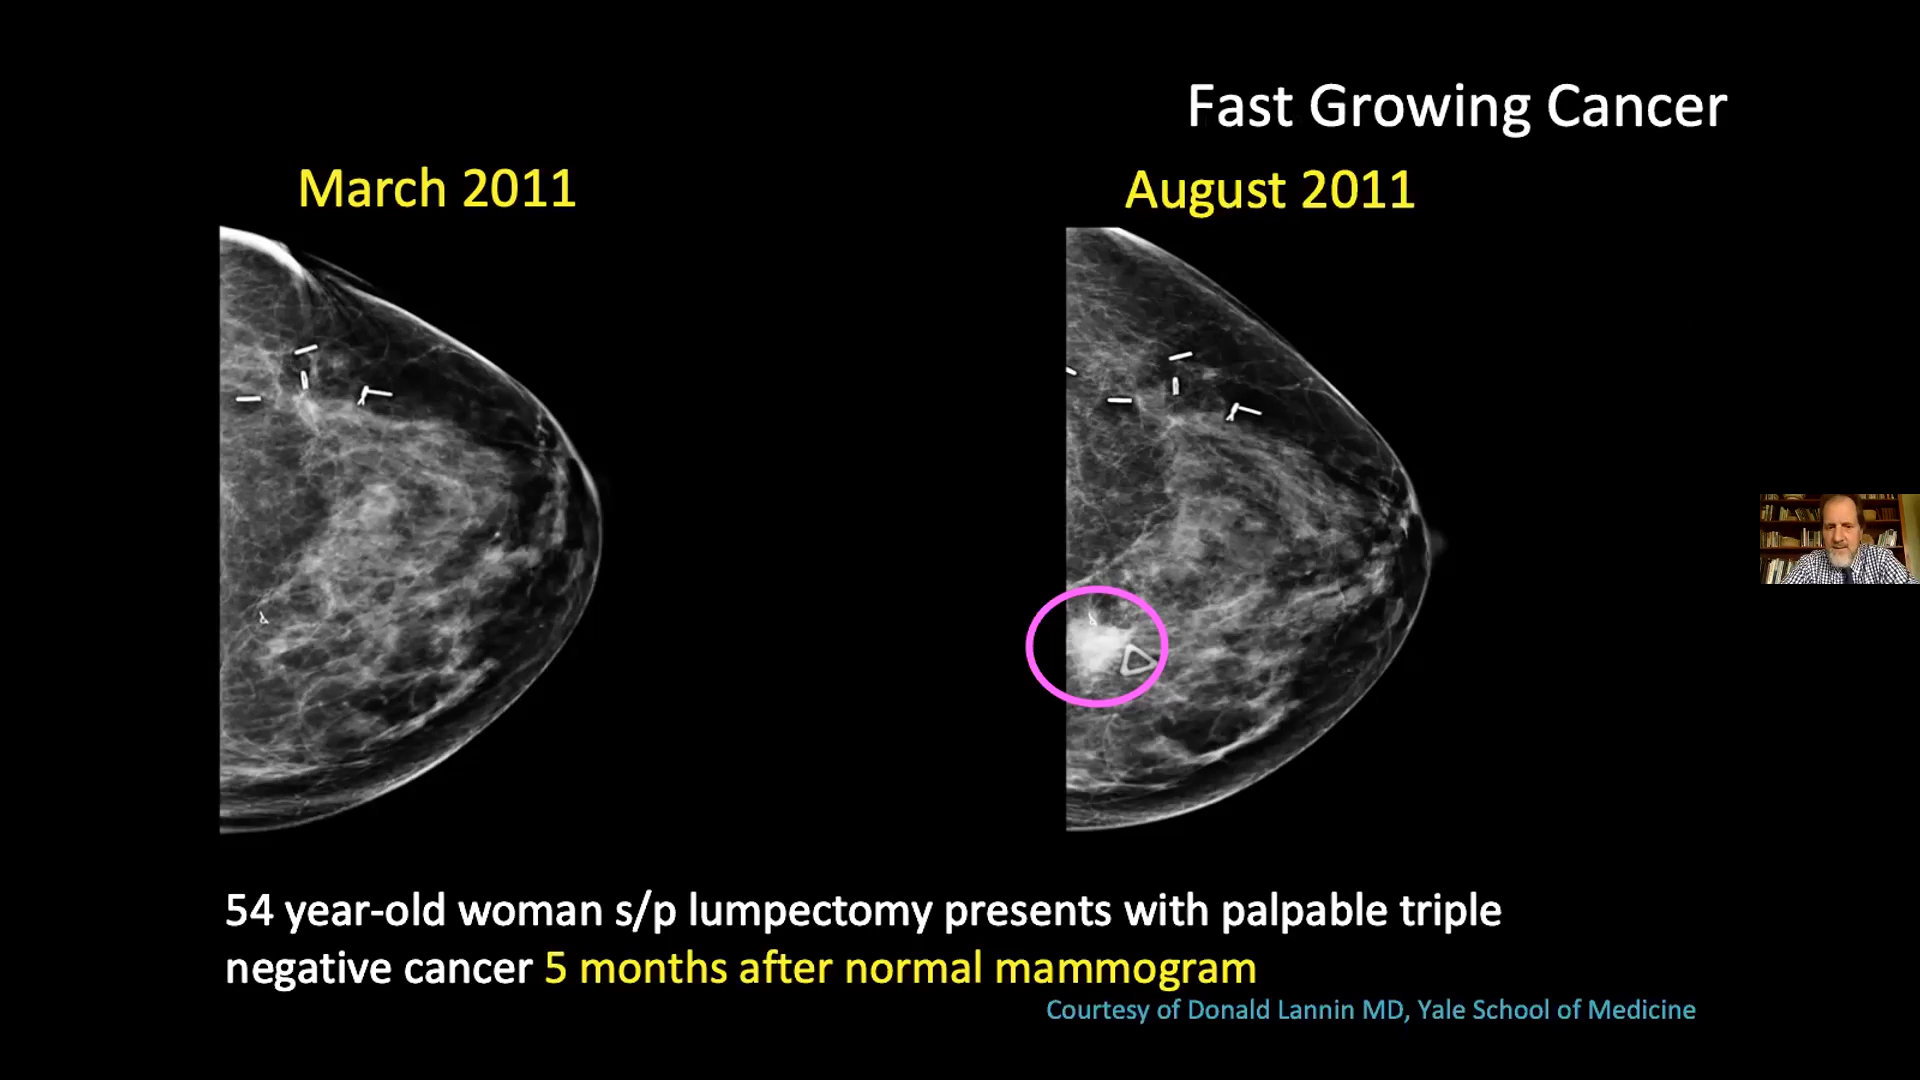 Fast Growing Cancer
March 2011
August 2011
54 year-old woman s/p lumpectomy presents with palpable triple
negative cancer 5 months after normal mammogram
Courtesy of Donald Lannin MD, Yale School of Medicine